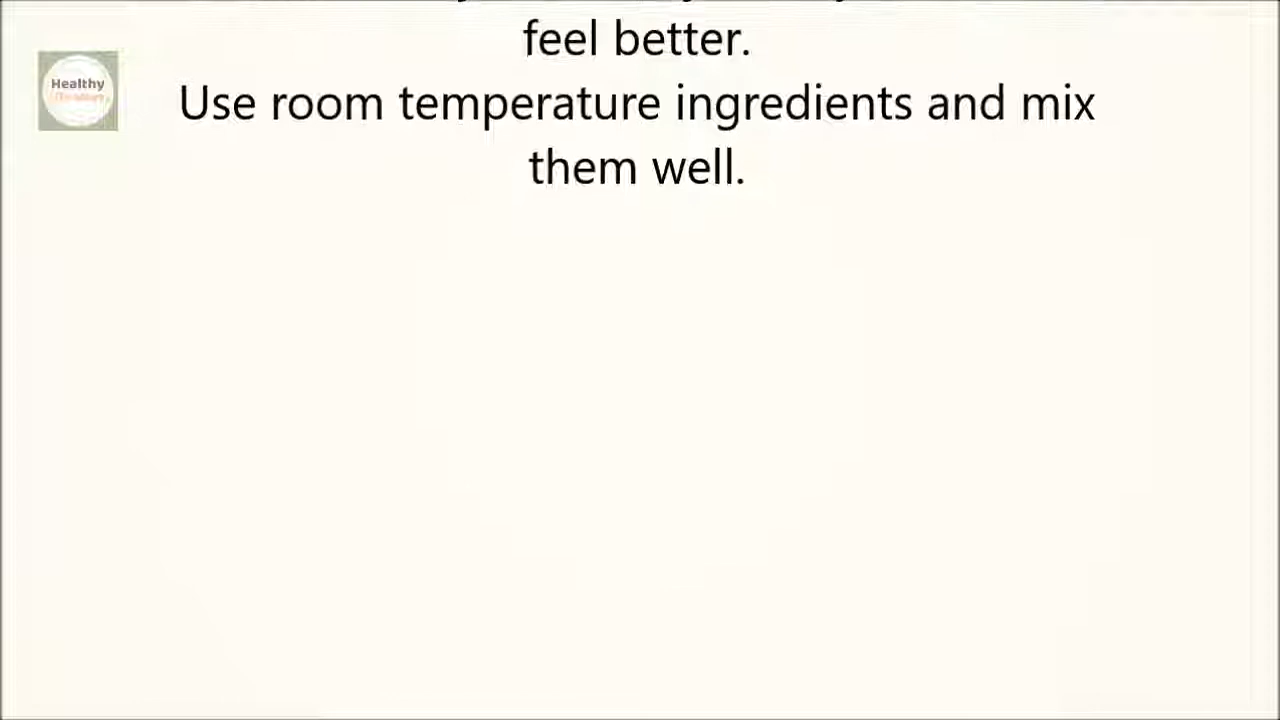 feel better.
Healthy
Use room temperature ingredients and mix
them well.